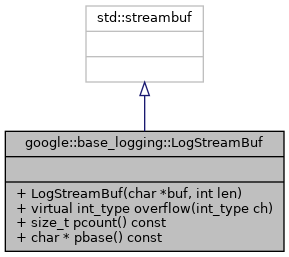 std::streambuf
google::base_logging::LogStreamBuf
+ LogStreamBuf(char *buf, int len)
+ virtual int_type overflow(int_type ch)
+ size_t pcount() const
+ char * pbase() const